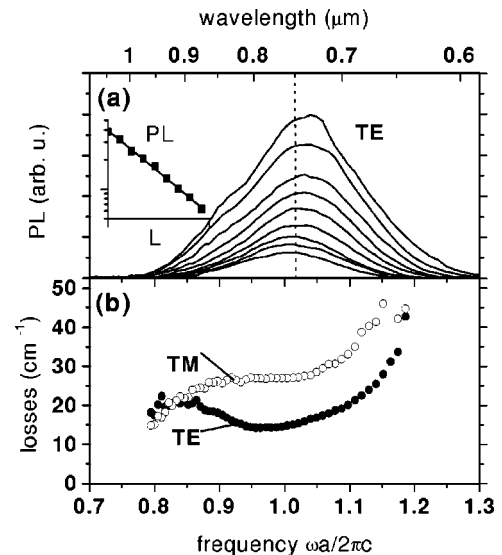 wavelength (μm)
1 0.9 0.8 0.7 0.6
(a)
PL
TE
L
PL (arb. u.)
50
(b)
40
TM
30
20
TE
10
0
losses (cm⁻¹)
0.7 0.8 0.9 1.0 1.1 1.2 1.3
frequency ωa/2πc